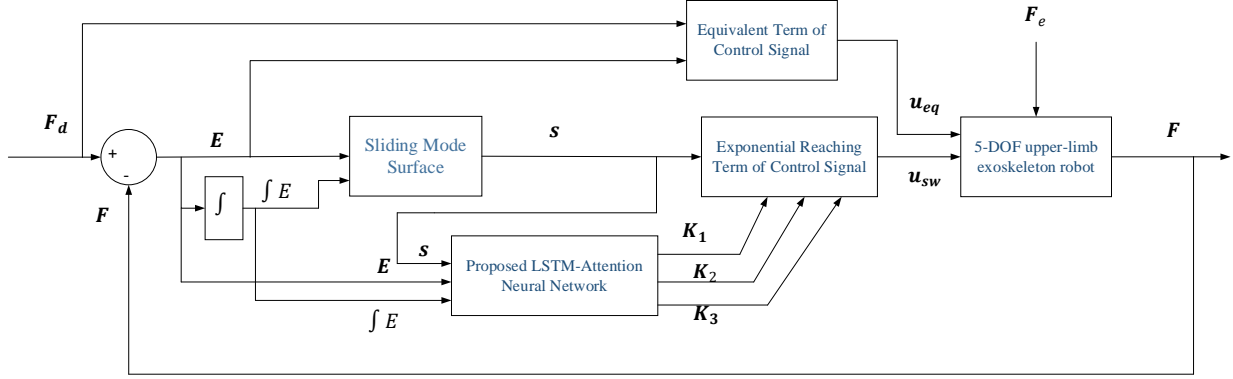 Equivalent Term of
Control Signal
F_e
F_d
+
-
E
Sliding Mode
Surface
s
Exponential Reaching
Term of Control Signal
u_eq
u_sw
5-DOF upper-limb
exoskeleton robot
F
∫
∫ E
F
s
E
∫ E
Proposed LSTM-Attention
Neural Network
K_1
K_2
K_3